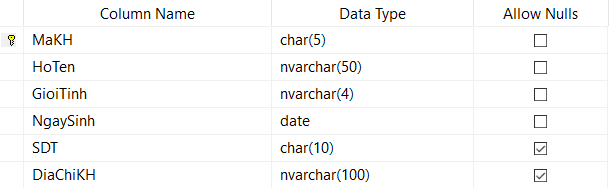 Column Name Data Type Allow Nulls
MaKH char(5)
HoTen nvarchar(50)
GioiTinh nvarchar(4)
NgaySinh date
SDT char(10)
DiaChiKH nvarchar(100)